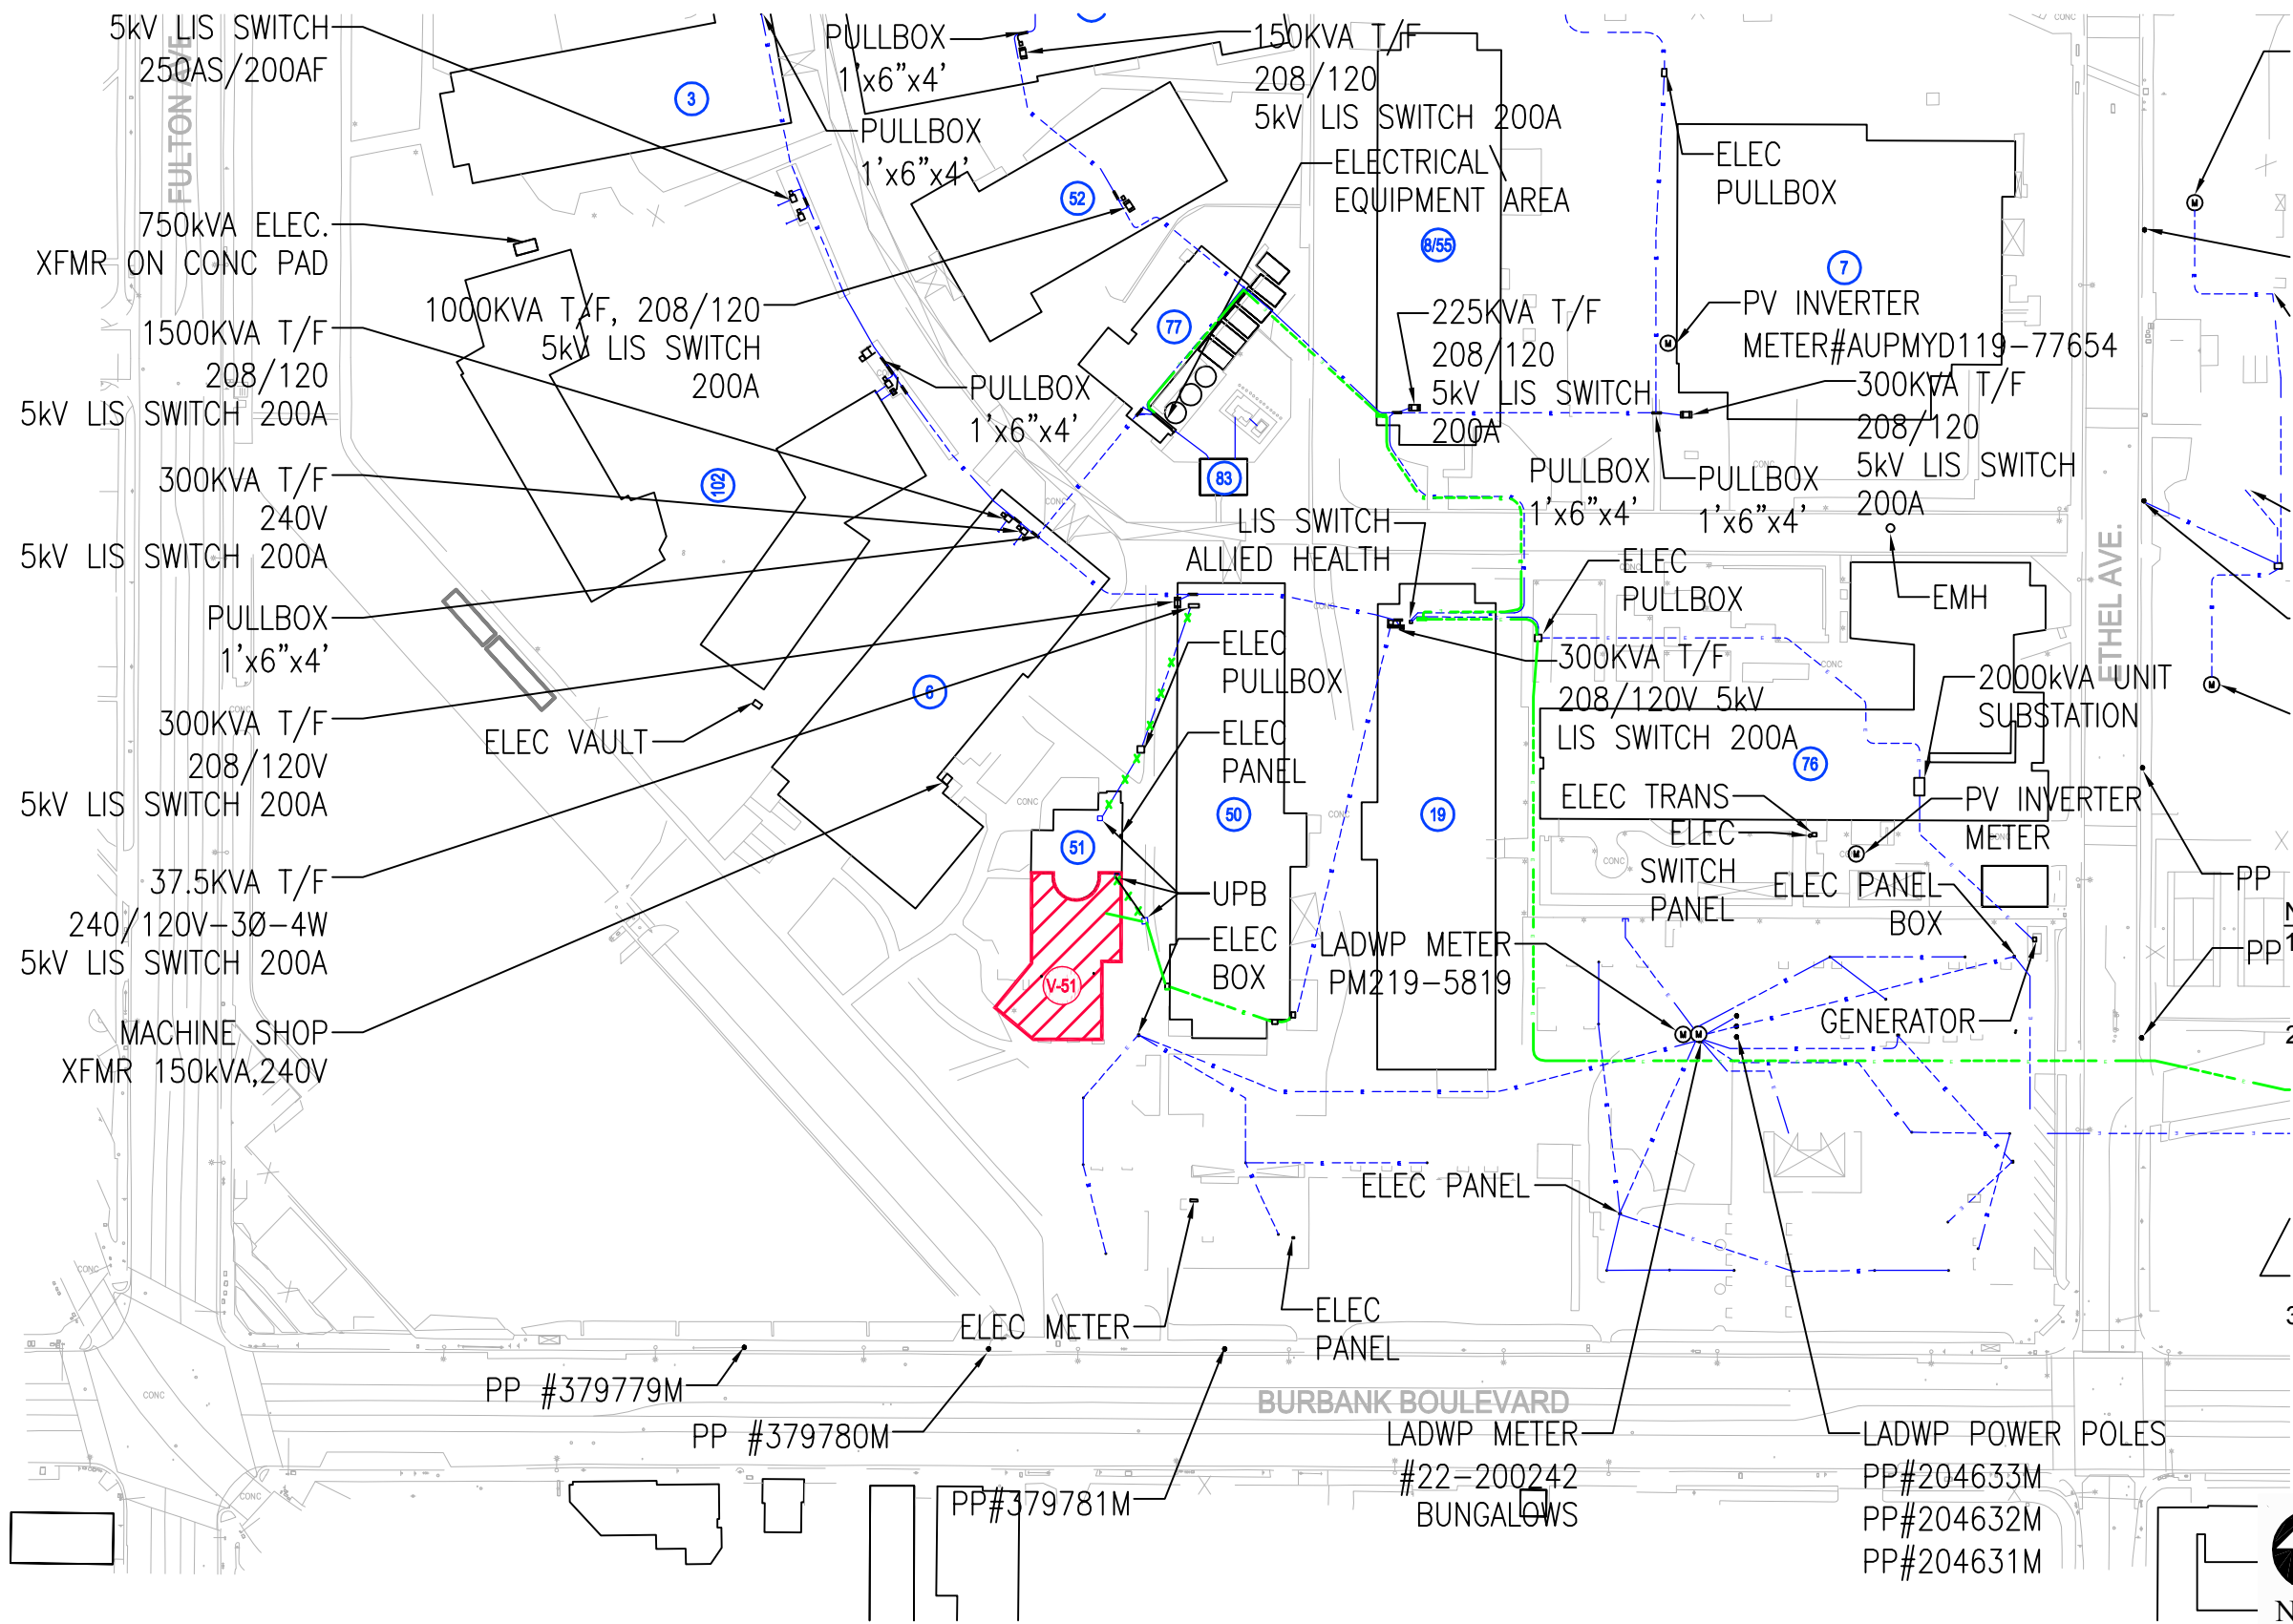 5kV LIS SWITCH
250AS/200AF
FULTON AVE
750kVA ELEC.
XFMR ON CONC PAD
1500KVA T/F
208/120
5kV LIS SWITCH 200A
300KVA T/F
240V
5kV LIS SWITCH 200A
PULLBOX
1'x6"x4'
300KVA T/F
208/120V
5kV LIS SWITCH 200A
37.5KVA T/F
240/120V-3Ø-4W
5kV LIS SWITCH 200A
MACHINE SHOP
XFMR 150kVA,240V
3
PULLBOX
1'x6"x4'
PULLBOX
1'x6"x4'
150KVA T/F
208/120
5kV LIS SWITCH 200A
ELECTRICAL
EQUIPMENT AREA
52
1000KVA T/F, 208/120
5kV LIS SWITCH
200A
77
PULLBOX
1'x6"x4'
8/55
225KVA T/F
208/120
5kV LIS SWITCH
200A
ELEC
PULLBOX
7
PV INVERTER
METER#AUPMYD119-77654
300KVA T/F
208/120
5kV LIS SWITCH
200A
PULLBOX
1'x6"x4'
PULLBOX
1'x6"x4'
102
83
LIS SWITCH
ALLIED HEALTH
ELEC
PULLBOX
EMH
ETHEL AVE.
300KVA T/F
208/120V 5kV
LIS SWITCH 200A
2000kVA UNIT
SUBSTATION
6
ELEC VAULT
ELEC
PULLBOX
ELEC
PANEL
50
51
19
76
ELEC TRANS
ELEC
SWITCH
PANEL
PV INVERTER
METER
ELEC PANEL
BOX
UPB
ELEC
BOX
V-51
LADWP METER
PM219-5819
GENERATOR
PP
PP
ELEC PANEL
ELEC METER
ELEC
PANEL
PP #379779M
PP #379780M
PP#379781M
BURBANK BOULEVARD
LADWP METER
#22-200242
BUNGALOWS
LADWP POWER POLES
PP#204633M
PP#204632M
PP#204631M
CONC
CONC
CONC
CONC
CONC
CONC
CONC
CONC
CONC
CONC
M
M
M
M
M
M
N